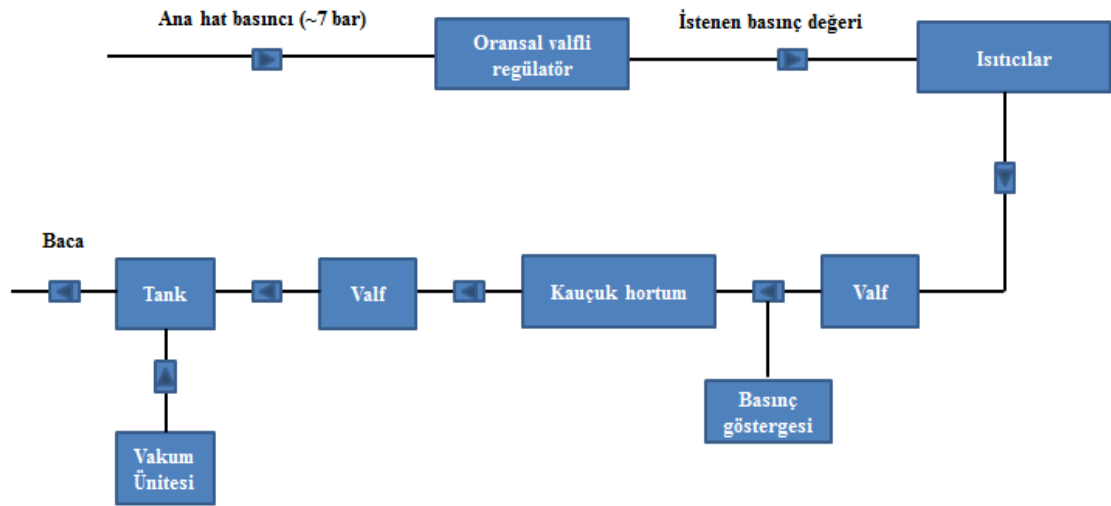 Ana hat basıncı (~7 bar)
Oransal valfli
regülatör
İstenen basınç değeri
Isıtıcılar
Baca
Tank
Valf
Kauçuk hortum
Valf
Basınç
göstergesi
Vakum
Ünitesi